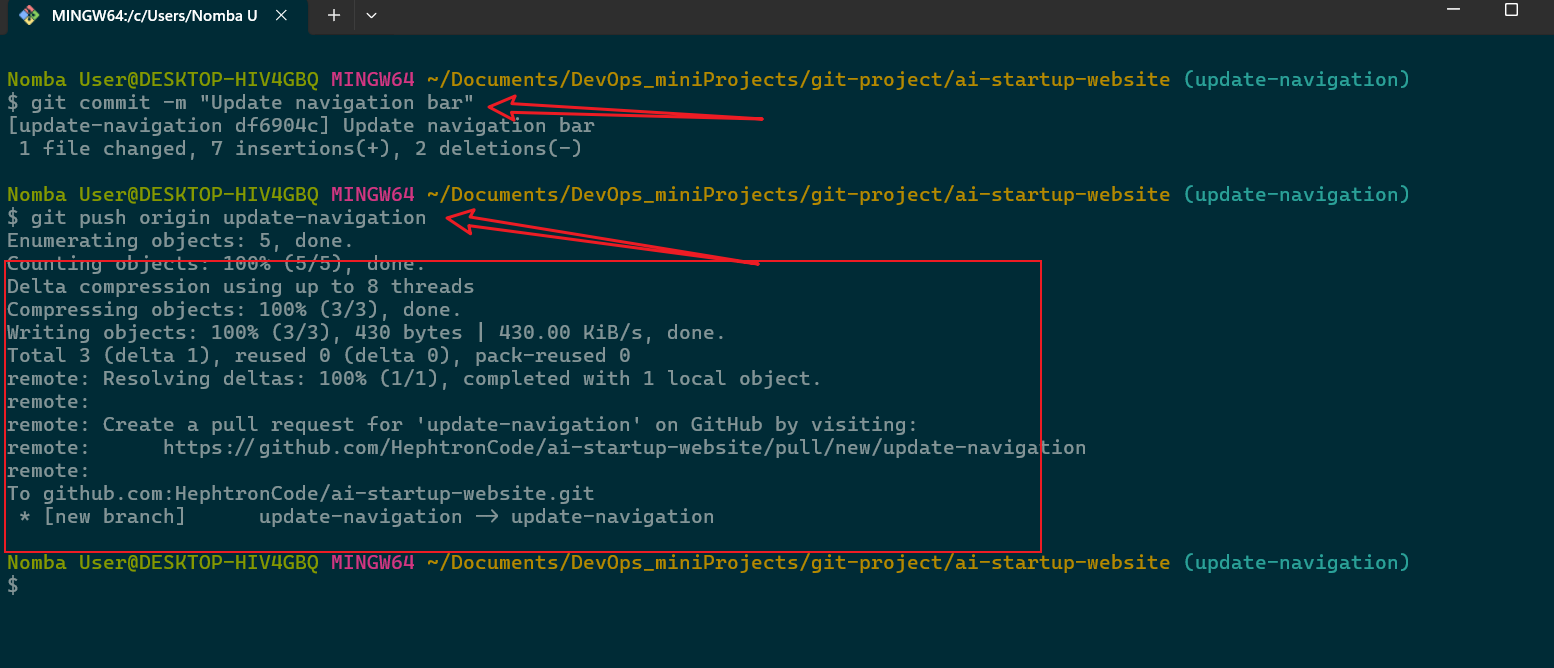 MINGW64:/c/Users/Nomba U
Nomba User@DESKTOP-HIV4GBQ MINGW64 ~/Documents/DevOps_miniProjects/git-project/ai-startup-website (update-navigation)
$ git commit -m "Update navigation bar"
[update-navigation df6904c] Update navigation bar
 1 file changed, 7 insertions(+), 2 deletions(-)
Nomba User@DESKTOP-HIV4GBQ MINGW64 ~/Documents/DevOps_miniProjects/git-project/ai-startup-website (update-navigation)
$ git push origin update-navigation
Enumerating objects: 5, done.
Counting objects: 100% (5/5), done.
Delta compression using up to 8 threads
Compressing objects: 100% (3/3), done.
Writing objects: 100% (3/3), 430 bytes | 430.00 KiB/s, done.
Total 3 (delta 1), reused 0 (delta 0), pack-reused 0
remote: Resolving deltas: 100% (1/1), completed with 1 local object.
remote:
remote: Create a pull request for 'update-navigation' on GitHub by visiting:
remote:      https://github.com/HephtronCode/ai-startup-website/pull/new/update-navigation
remote:
To github.com:HephtronCode/ai-startup-website.git
 * [new branch]      update-navigation -> update-navigation
Nomba User@DESKTOP-HIV4GBQ MINGW64 ~/Documents/DevOps_miniProjects/git-project/ai-startup-website (update-navigation)
$